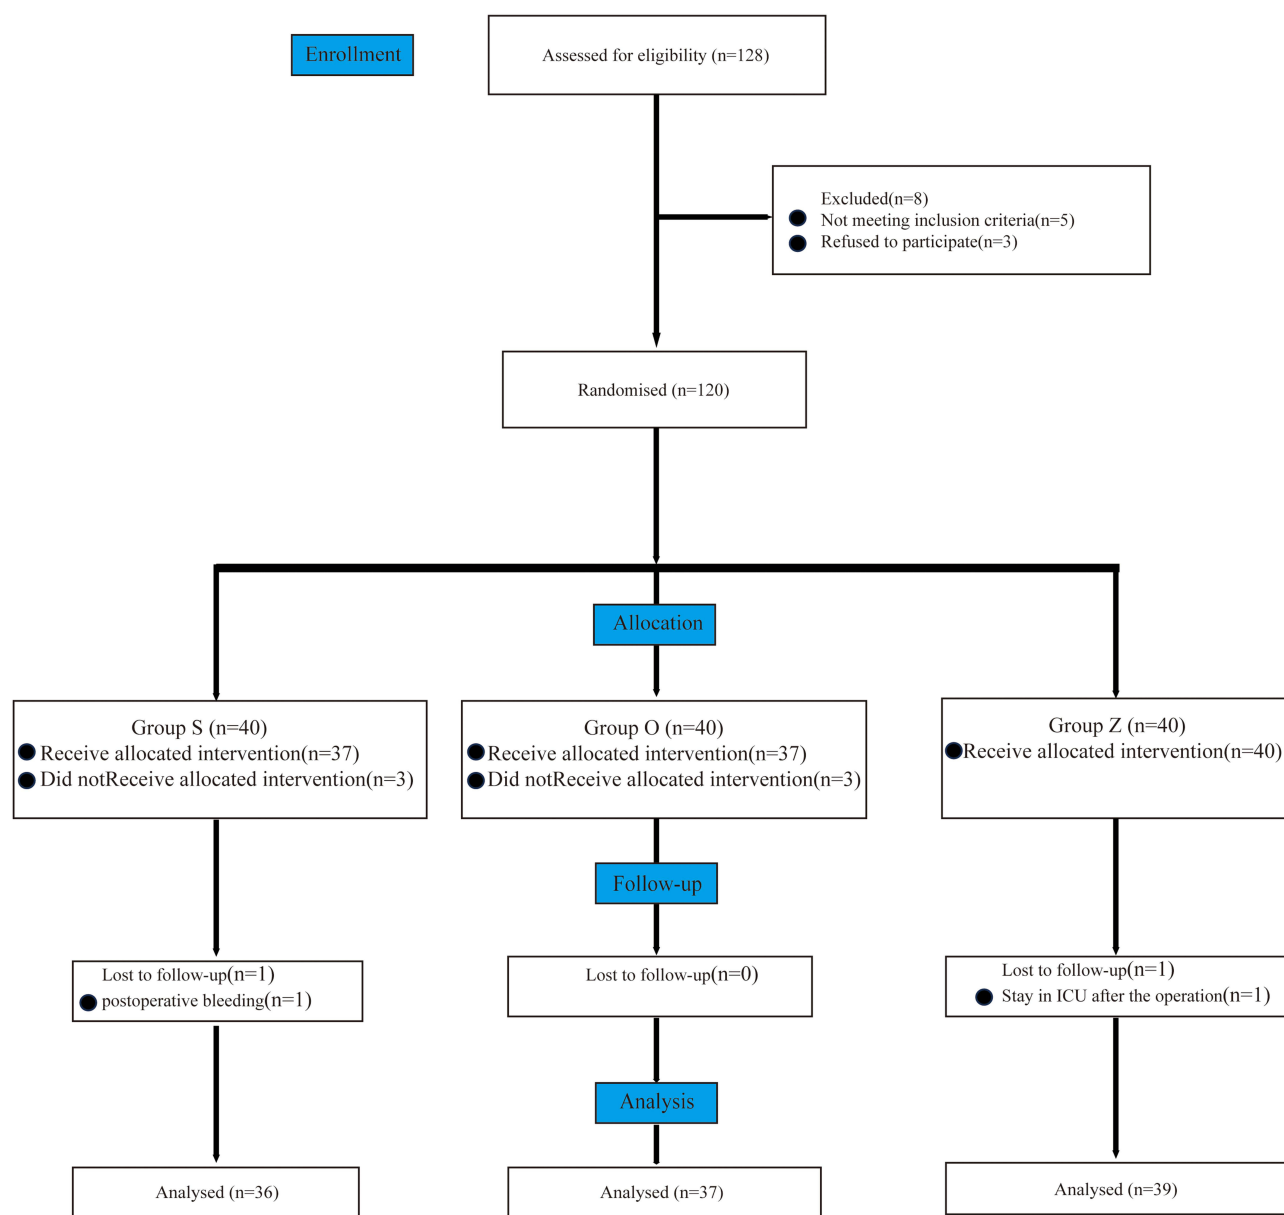 Enrollment
Assessed for eligibility (n=128)
Excluded(n=8)
Not meeting inclusion criteria(n=5)
Refused to participate(n=3)
Randomised (n=120)
Allocation
Group S (n=40)
Receive allocated intervention(n=37)
Did notReceive allocated intervention(n=3)
Group O (n=40)
Receive allocated intervention(n=37)
Did notReceive allocated intervention(n=3)
Group Z (n=40)
Receive allocated intervention(n=40)
Follow-up
Lost to follow-up(n=1)
postoperative bleeding(n=1)
Lost to follow-up(n=0)
Lost to follow-up(n=1)
Stay in ICU after the operation(n=1)
Analysis
Analysed (n=36)
Analysed (n=37)
Analysed (n=39)